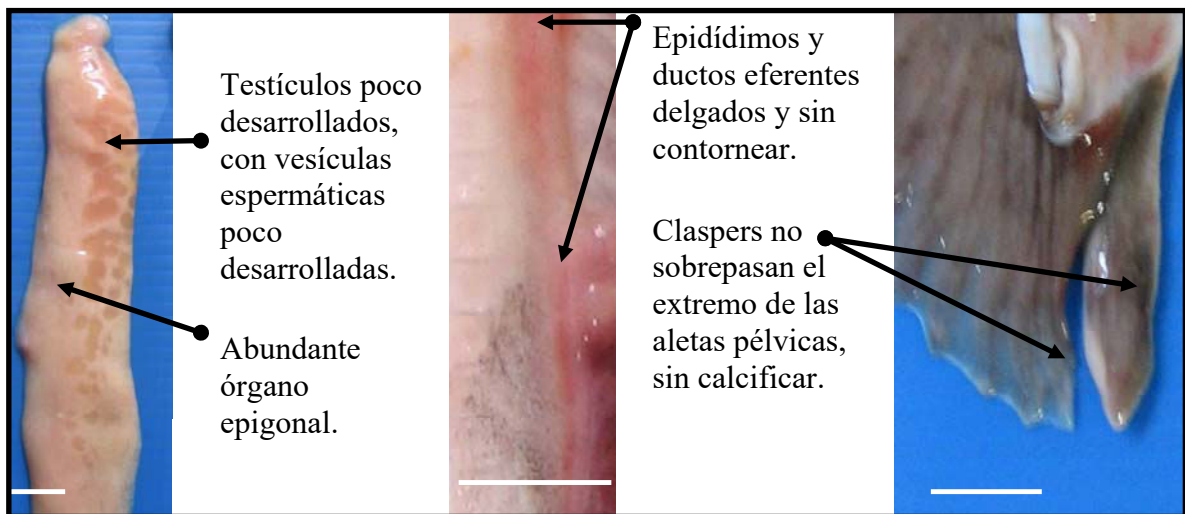 Testículos poco
desarrollados,
con vesículas
espermáticas
poco
desarrolladas.
Abundante
órgano
epigonal.
Epidídimos y
ductos eferentes
delgados y sin
contornear.
Claspers no
sobrepasan el
extremo de las
aletas pélvicas,
sin calcificar.